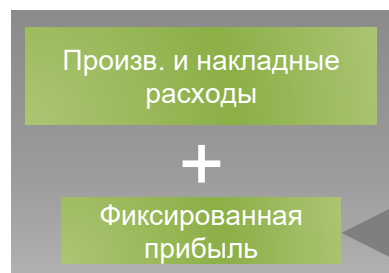 Произв. и накладные
расходы
+
Фиксированная
прибыль